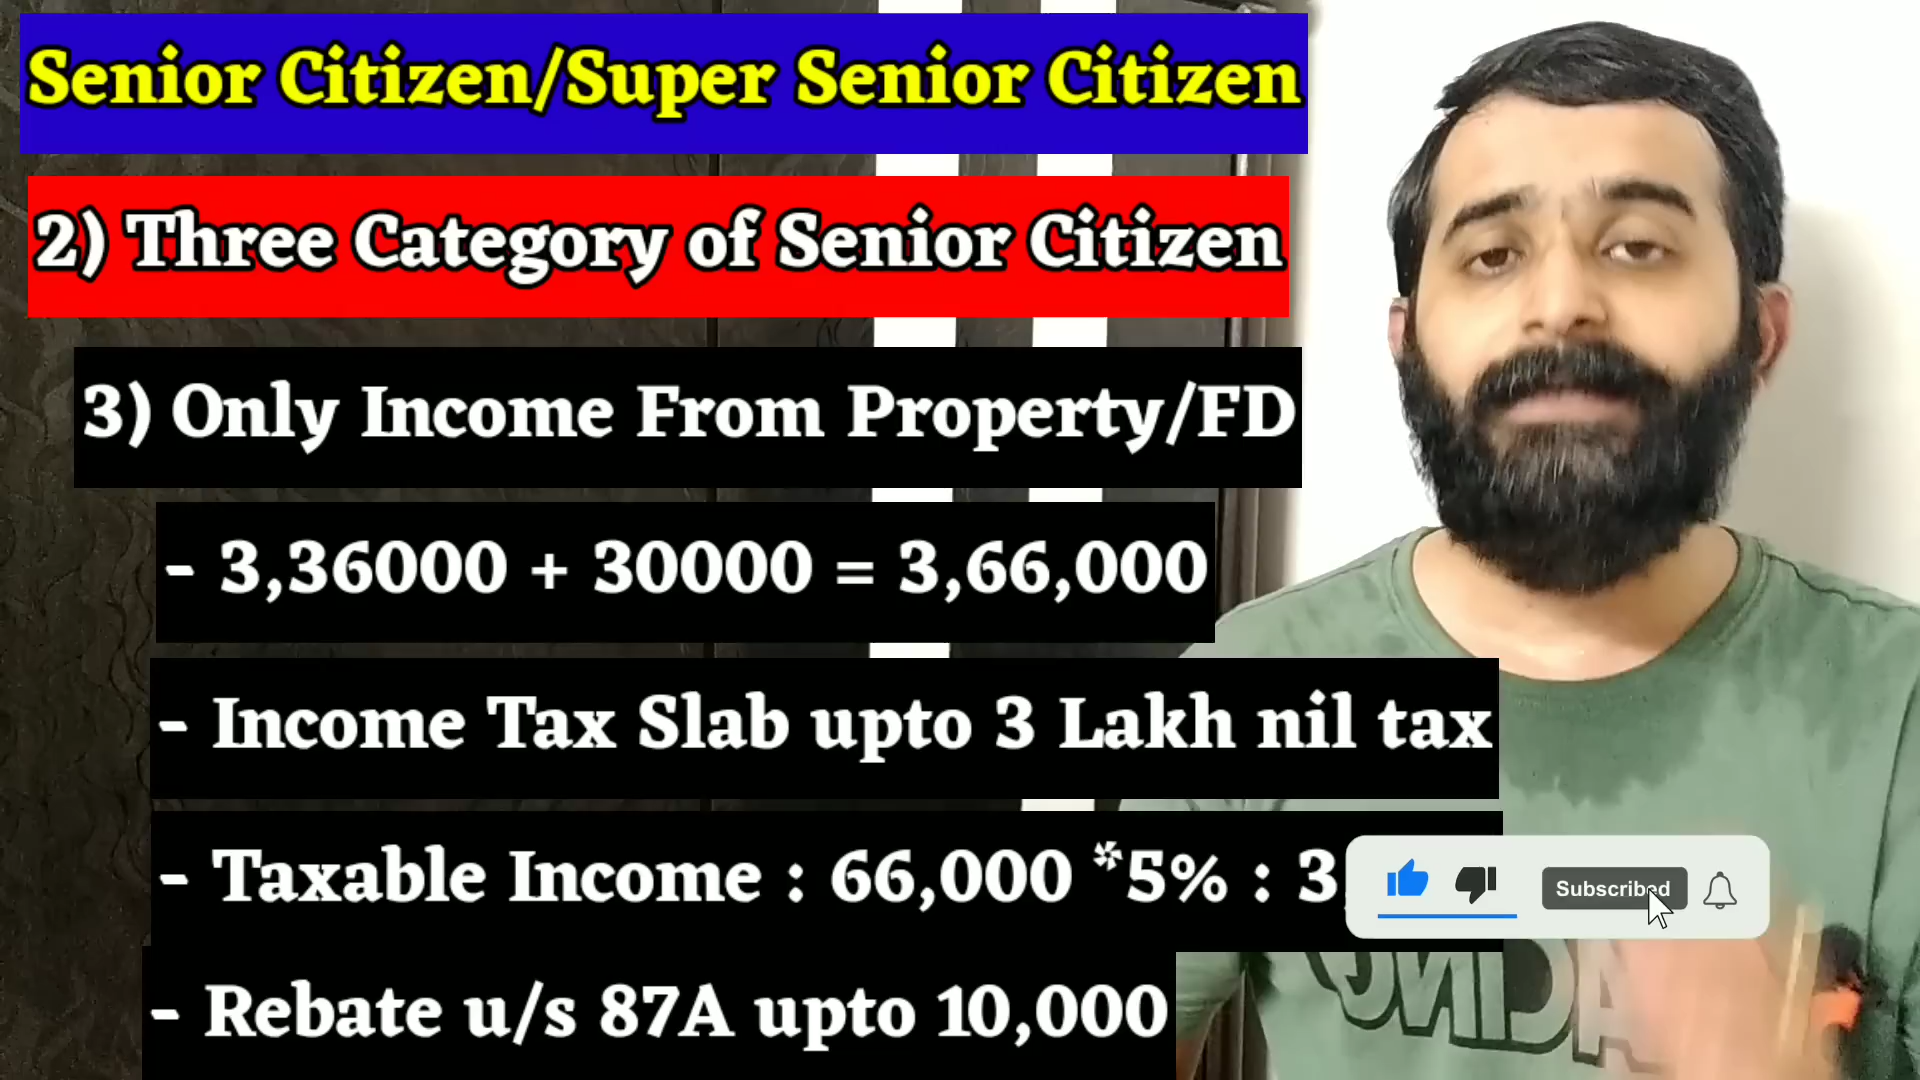 Senior Citizen/Super Senior Citizen
2) Three Category of Senior Citizen
3) Only Income From Property/FD
- 3,36000 + 30000 = 3,66,000
- Income Tax Slab upto 3 Lakh nil tax
- Taxable Income : 66,000 *5% : 3,
Subscribed
- Rebate u/s 87A upto 10,000